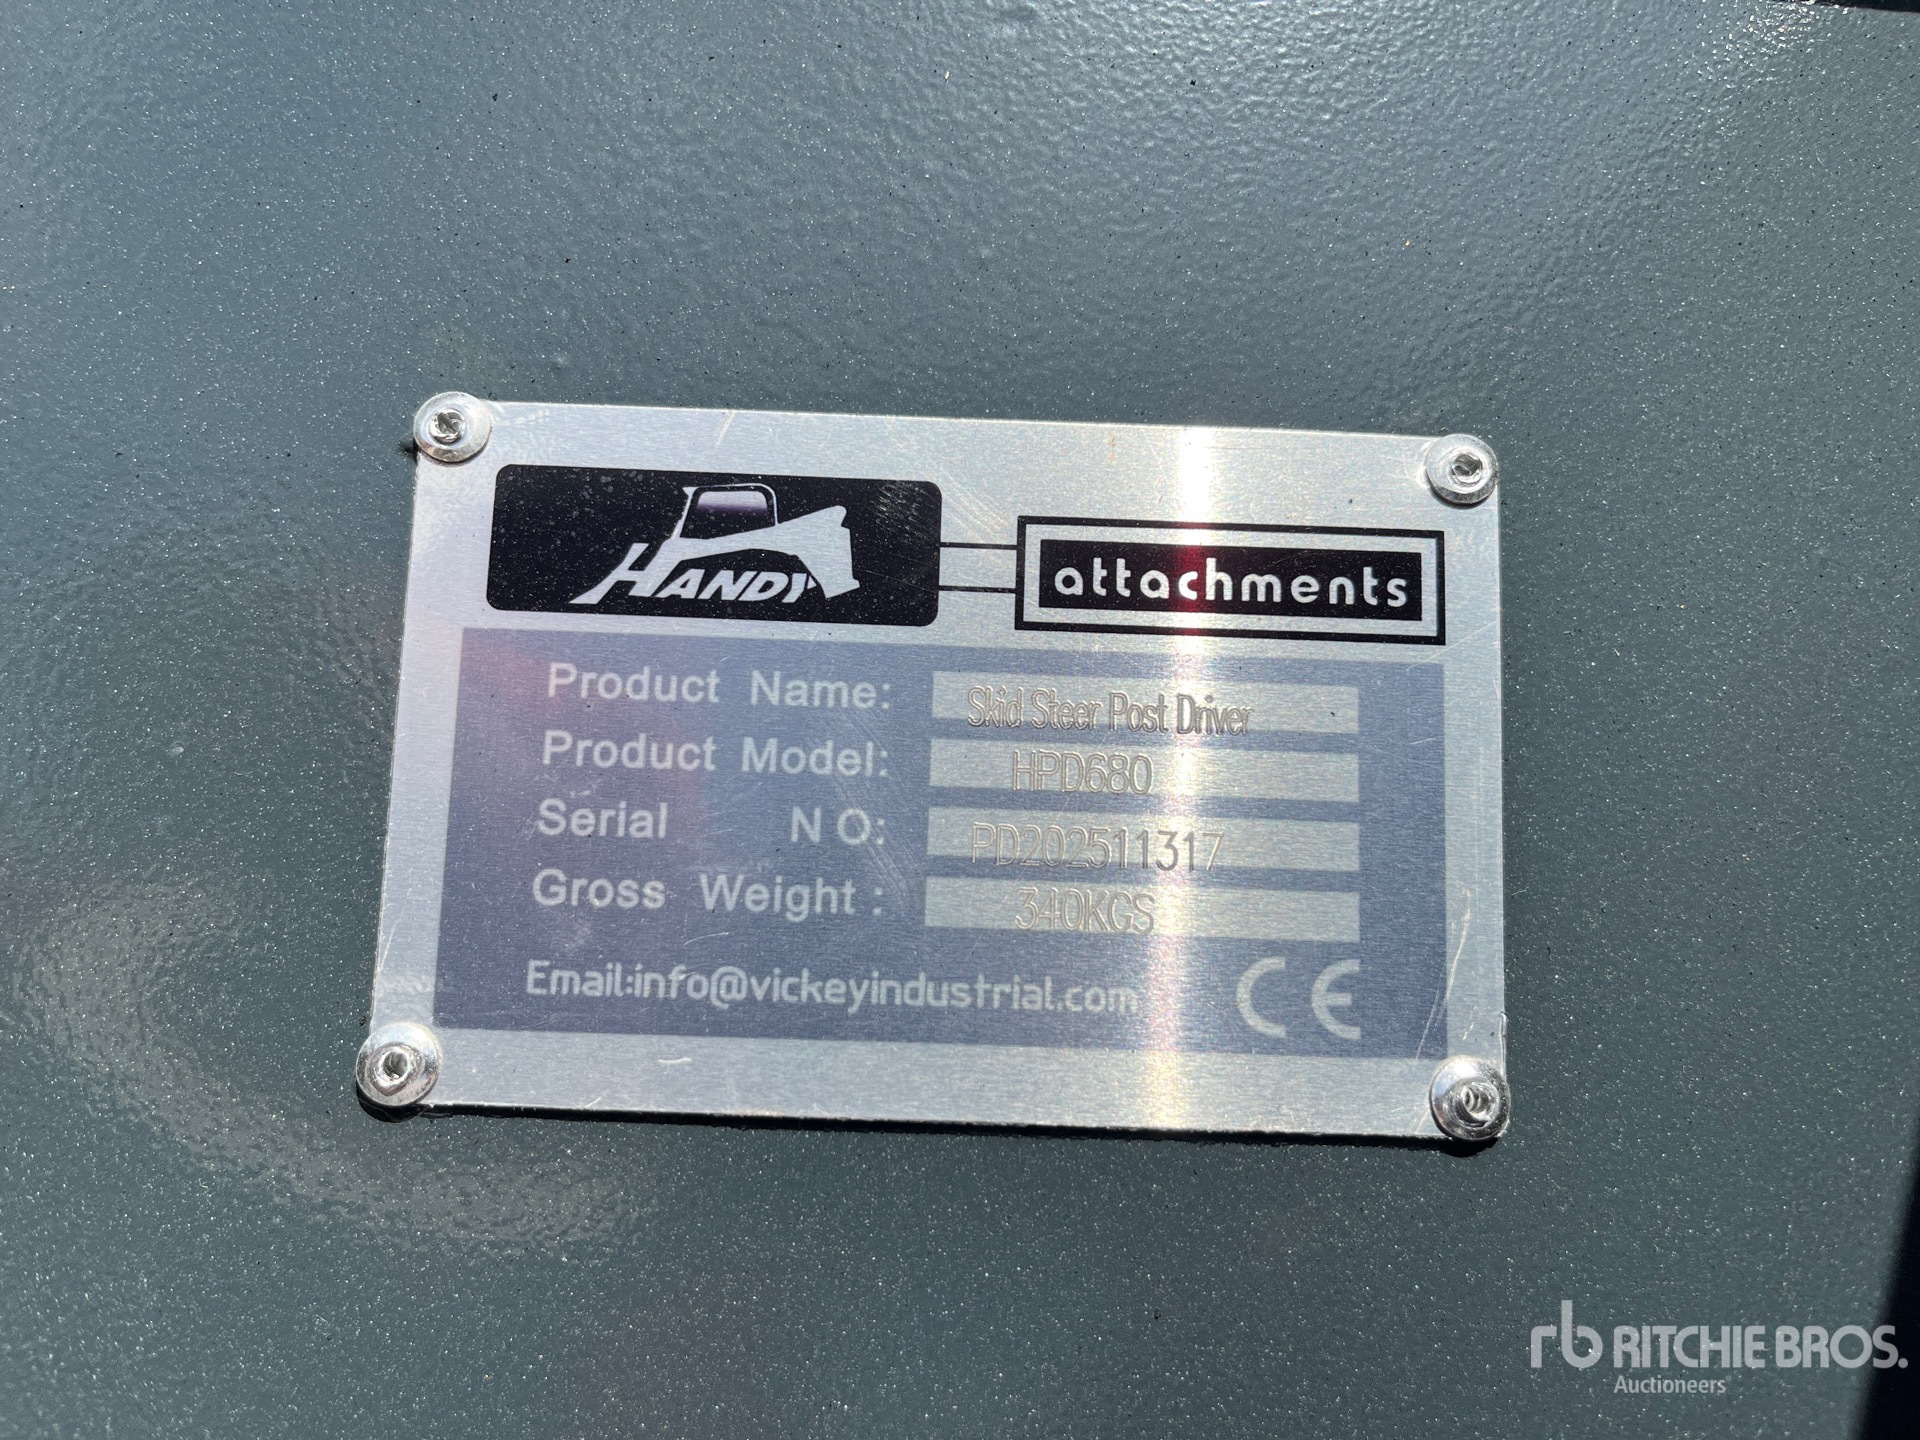 HANDY
attachments
Product Name: Skid Steer Post Driver
Product Model: HPD680
Serial NO: PD202511317
Gross Weight: 340KGS
Email:info@vickeyindustrial.com CE
rb RITCHIE BROS.
Auctioneers